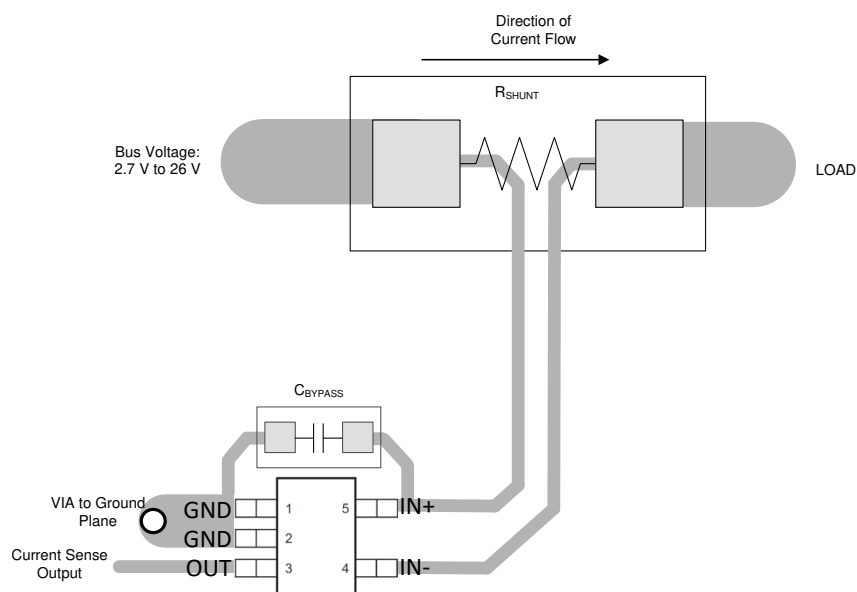 Direction of
Current Flow
RSHUNT
Bus Voltage:
2.7 V to 26 V
LOAD
CBYPASS
VIA to Ground
Plane
GND 1 5 IN+
GND 2
Current Sense
Output
OUT 3 4 IN-